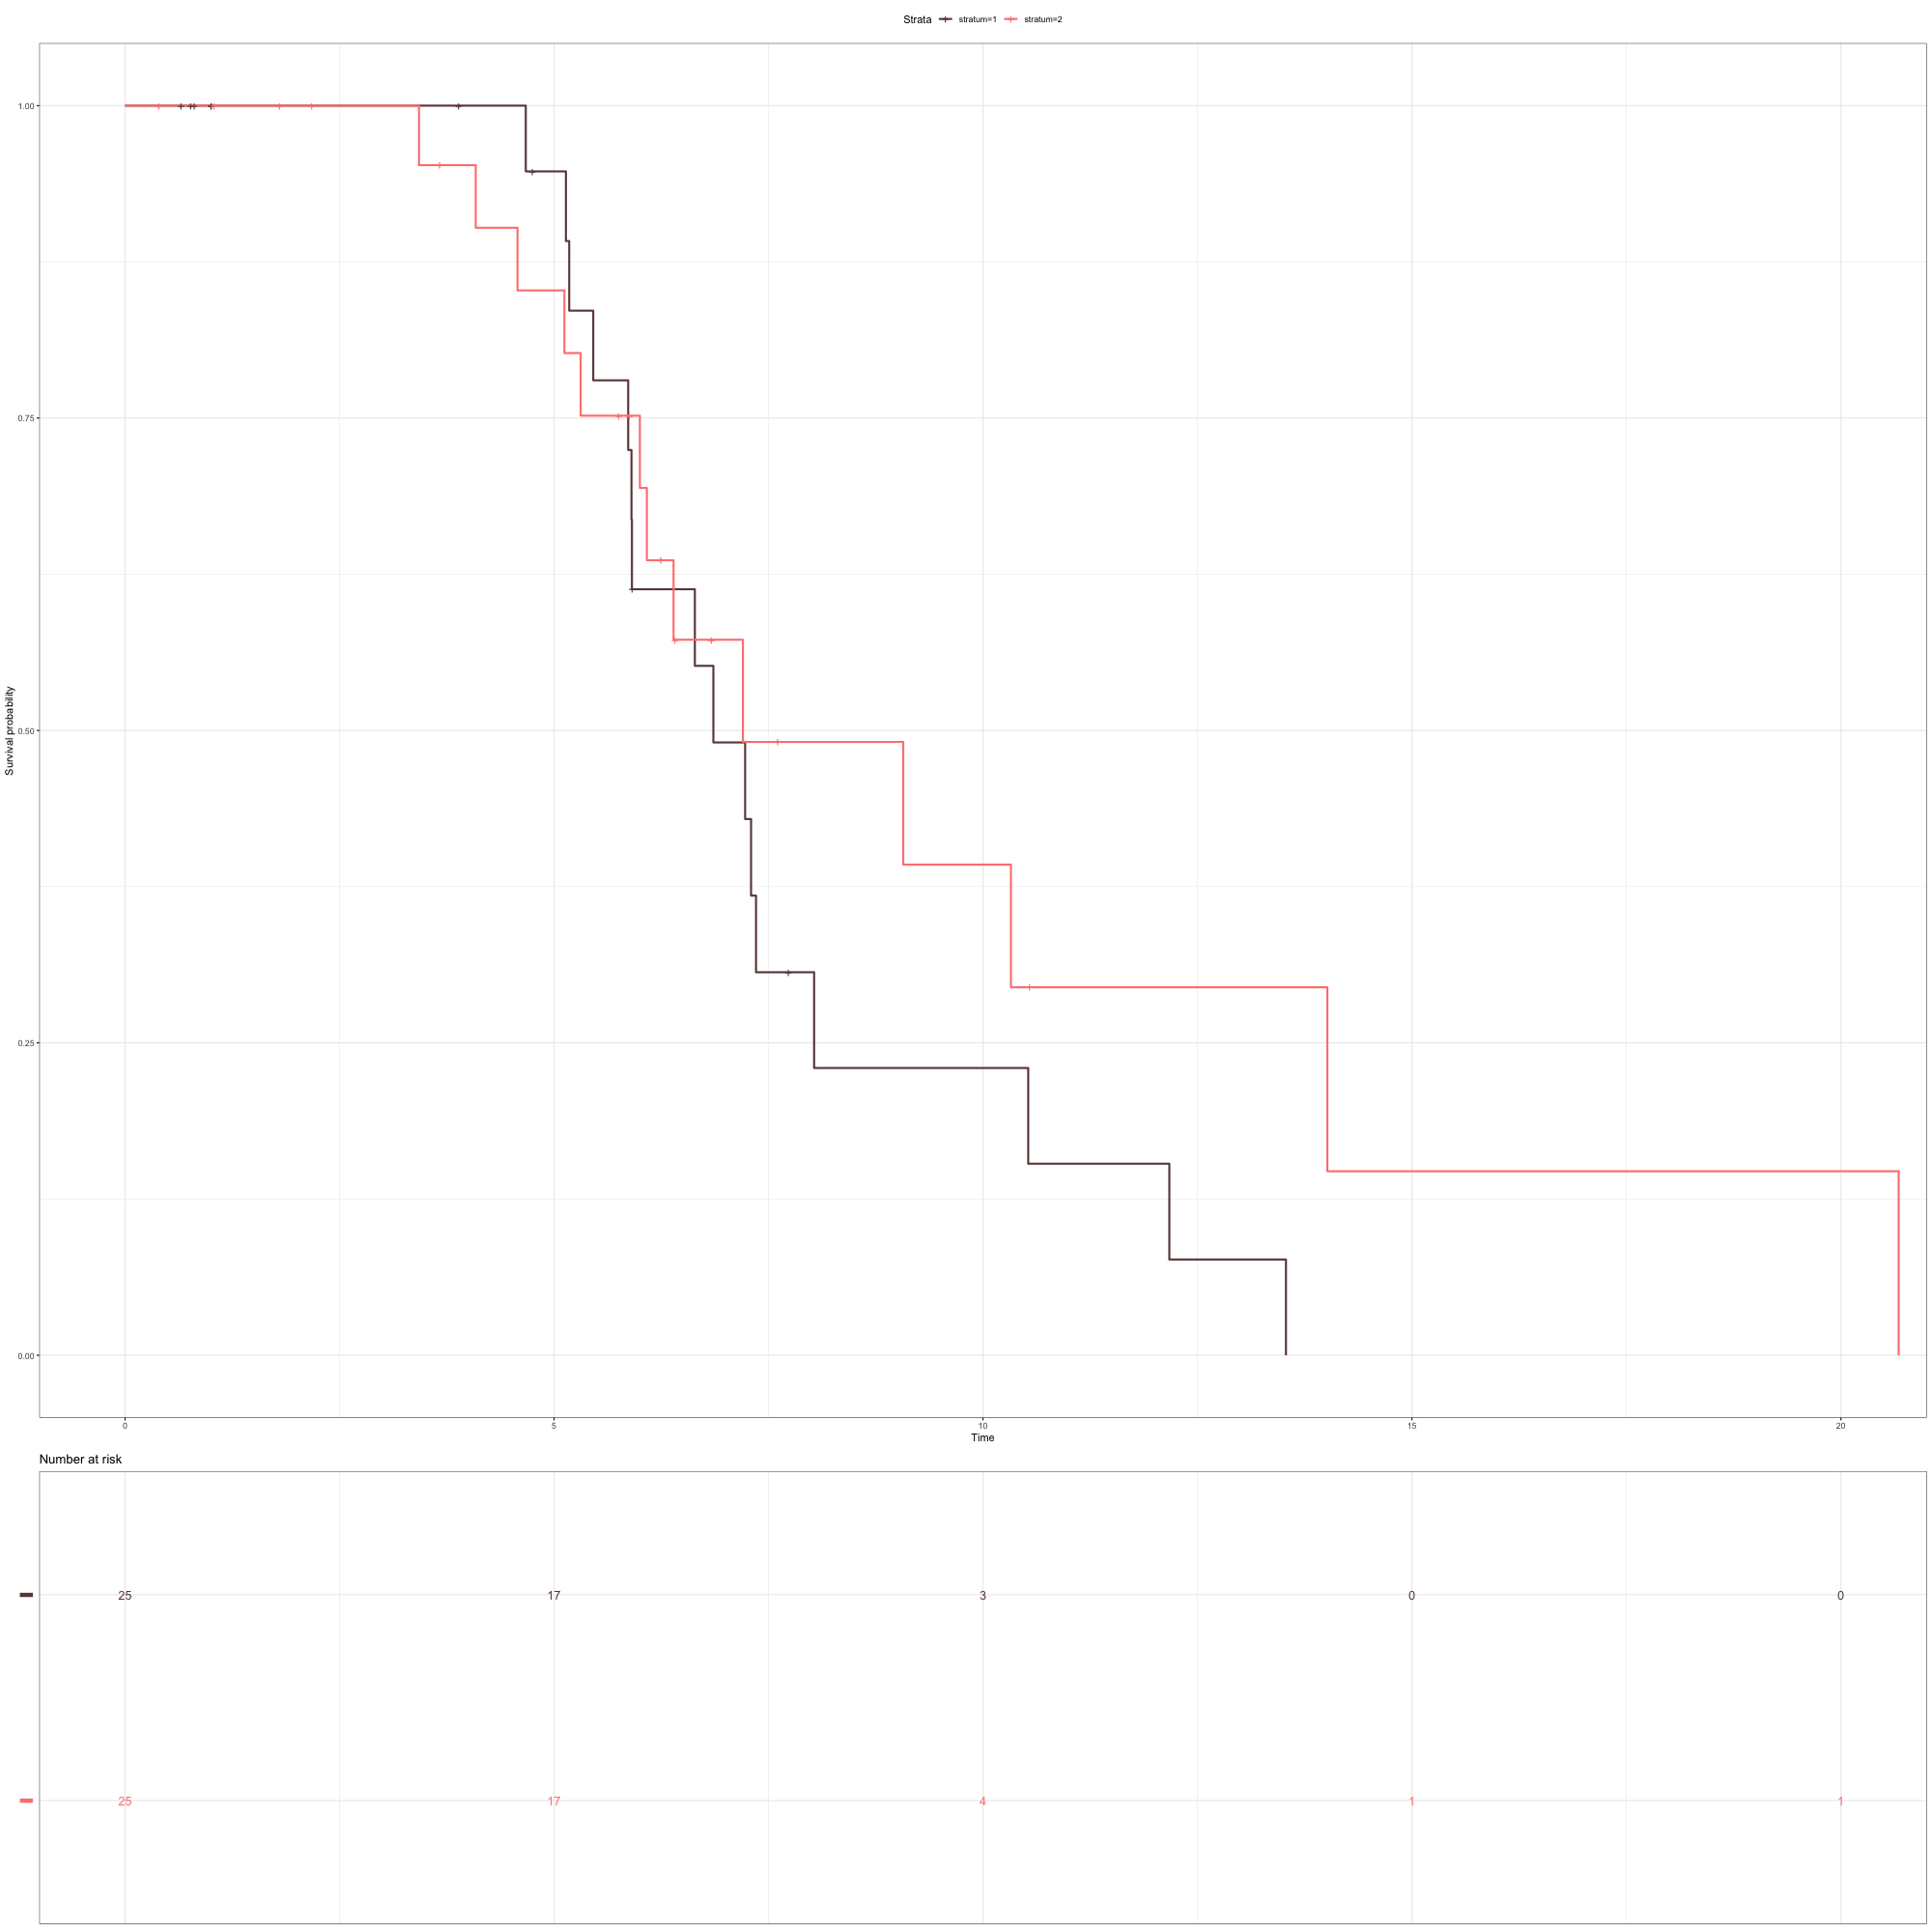 Strata stratum=1 stratum=2
1.00
0.75
0.50
0.25
0.00
Survival probability
0 5 10 15 20
Time
Number at risk
25 17 3 0 0
25 17 4 1 1